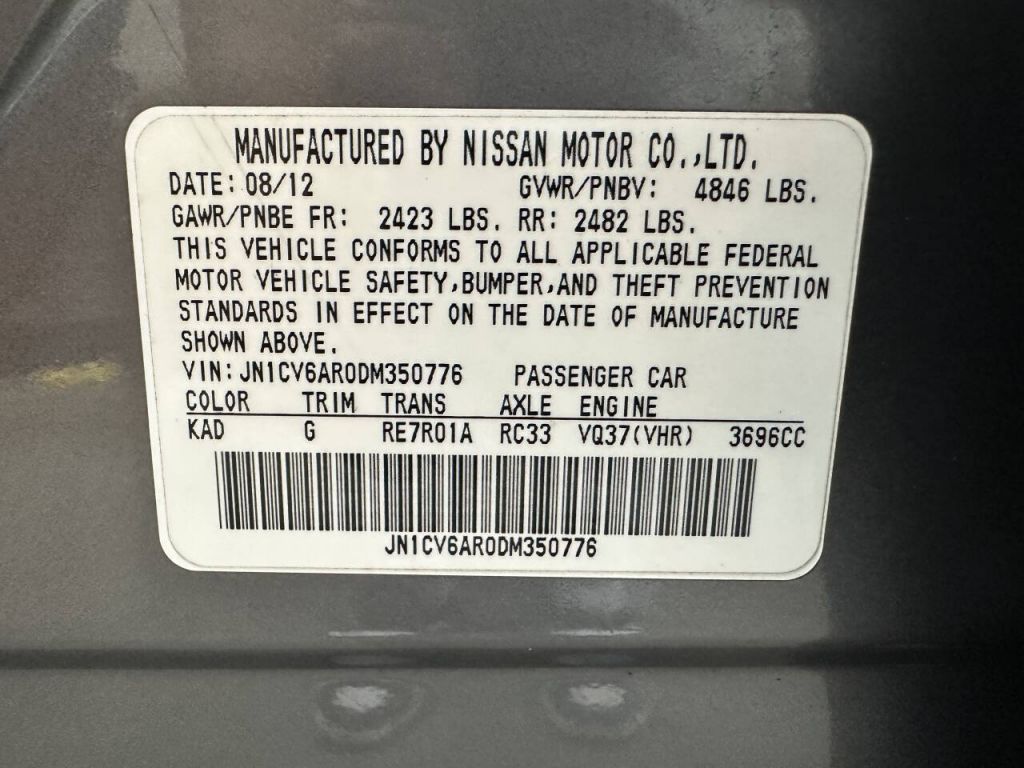 MANUFACTURED BY NISSAN MOTOR CO.,LTD.
DATE: 08/12 GVWR/PNBV: 4846 LBS.
GAWR/PNBE FR: 2423 LBS. RR: 2482 LBS.
THIS VEHICLE CONFORMS TO ALL APPLICABLE FEDERAL
MOTOR VEHICLE SAFETY,BUMPER,AND THEFT PREVENTION
STANDARDS IN EFFECT ON THE DATE OF MANUFACTURE
SHOWN ABOVE.
VIN: JN1CV6AR0DM350776 PASSENGER CAR
COLOR TRIM TRANS AXLE ENGINE
KAD G RE7R01A RC33 VQ37(VHR) 3696CC
JN1CV6AR0DM350776